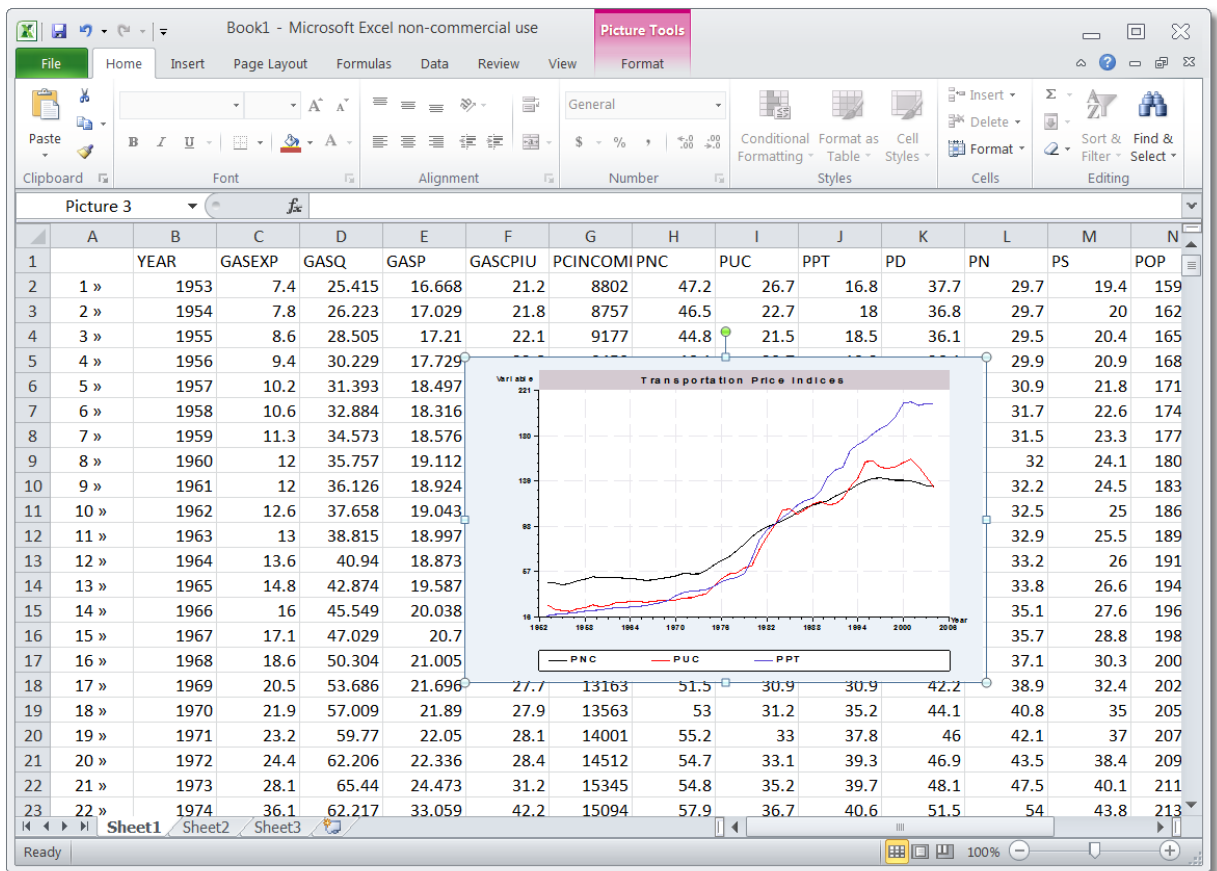 Book1 - Microsoft Excel non-commercial use
Picture Tools
File Home Insert Page Layout Formulas Data Review View Format
Paste
General
Conditional Formatting
Format as Table
Cell Styles
Insert
Delete
Format
Sort & Filter
Find & Select
Clipboard Font Alignment Number Styles Cells Editing
Picture 3 fx
A B C D E F G H I J K L M N
1 YEAR GASEXP GASQ GASP GASCPIU PCINCOMI PNC PUC PPT PD PN PS POP
2 1 » 1953 7.4 25.415 16.668 21.2 8802 47.2 26.7 16.8 37.7 29.7 19.4 159
3 2 » 1954 7.8 26.223 17.029 21.8 8757 46.5 22.7 18 36.8 29.7 20 162
4 3 » 1955 8.6 28.505 17.21 22.1 9177 44.8 21.5 18.5 36.1 29.5 20.4 165
5 4 » 1956 9.4 30.229 17.729 29.9 20.9 168
6 5 » 1957 10.2 31.393 18.497 30.9 21.8 171
7 6 » 1958 10.6 32.884 18.316 31.7 22.6 174
8 7 » 1959 11.3 34.573 18.576 31.5 23.3 177
9 8 » 1960 12 35.757 19.112 32 24.1 180
10 9 » 1961 12 36.126 18.924 32.2 24.5 183
11 10 » 1962 12.6 37.658 19.043 32.5 25 186
12 11 » 1963 13 38.815 18.997 32.9 25.5 189
13 12 » 1964 13.6 40.94 18.873 33.2 26 191
14 13 » 1965 14.8 42.874 19.587 33.8 26.6 194
15 14 » 1966 16 45.549 20.038 35.1 27.6 196
16 15 » 1967 17.1 47.029 20.7 35.7 28.8 198
17 16 » 1968 18.6 50.304 21.005 37.1 30.3 200
18 17 » 1969 20.5 53.686 21.696 27.7 13163 51.5 30.9 30.9 42.2 38.9 32.4 202
19 18 » 1970 21.9 57.009 21.89 27.9 13563 53 31.2 35.2 44.1 40.8 35 205
20 19 » 1971 23.2 59.77 22.05 28.1 14001 55.2 33 37.8 46 42.1 37 207
21 20 » 1972 24.4 62.206 22.336 28.4 14512 54.7 33.1 39.3 46.9 43.5 38.4 209
22 21 » 1973 28.1 65.44 24.473 31.2 15345 54.8 35.2 39.7 48.1 47.5 40.1 211
23 22 » 1974 36.1 62.217 33.059 42.2 15094 57.9 36.7 40.6 51.5 54 43.8 213
Variable
Transportation Price Indices
221
180
139
98
57
16
1952 1958 1964 1970 1976 1982 1988 1994 2000 2006
Year
PNC PUC PPT
Sheet1 Sheet2 Sheet3
Ready 100%